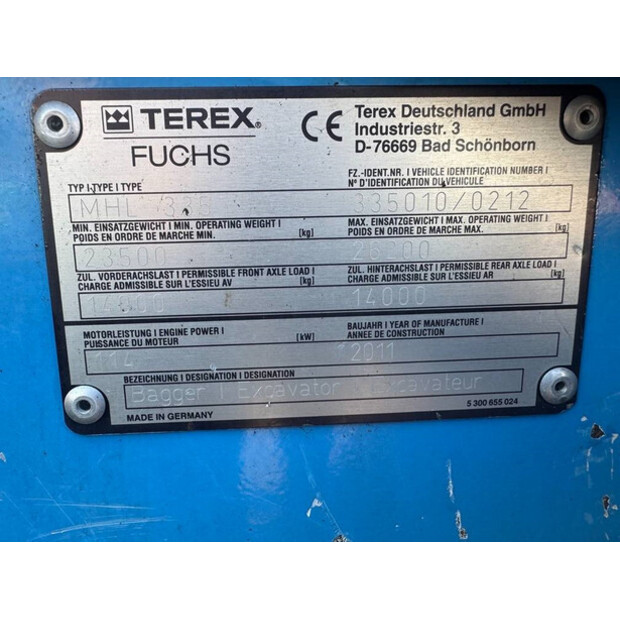 TEREX®
FUCHS
CE
Terex Deutschland GmbH
Industriestr. 3
D-76669 Bad Schönborn
TYP I TYPE I TYPE
MHL 335
FZ.-IDENT.NR. I VEHICLE IDENTIFICATION NUMBER I
N° D'IDENTIFICATION DU VÉHICULE
335010/0212
MIN. EINSATZGEWICHT I MIN. OPERATING WEIGHT I
POIDS EN ORDRE DE MARCHE MIN. [kg]
23500
MAX. EINSATZGEWICHT I MAX. OPERATING WEIGHT I
POIDS EN ORDRE DE MARCHE MAX. [kg]
ZUL. VORDERACHSLAST I PERMISSIBLE FRONT AXLE LOAD I
CHARGE ADMISSIBLE SUR L'ESSIEU AV [kg]
14000
ZUL. HINTERACHSLAST I PERMISSIBLE REAR AXLE LOAD I
CHARGE ADMISSIBLE SUR L'ESSIEU AR [kg]
14000
MOTORLEISTUNG I ENGINE POWER I
PUISSANCE DU MOTEUR [kW]
114
BAUJAHR I YEAR OF MANUFACTURE I
ANNÉE DE CONSTRUCTION
2011
BEZEICHNUNG I DESIGNATION I DESIGNATION
Bagger | Excavator | Excavateur
MADE IN GERMANY
5 300 655 024